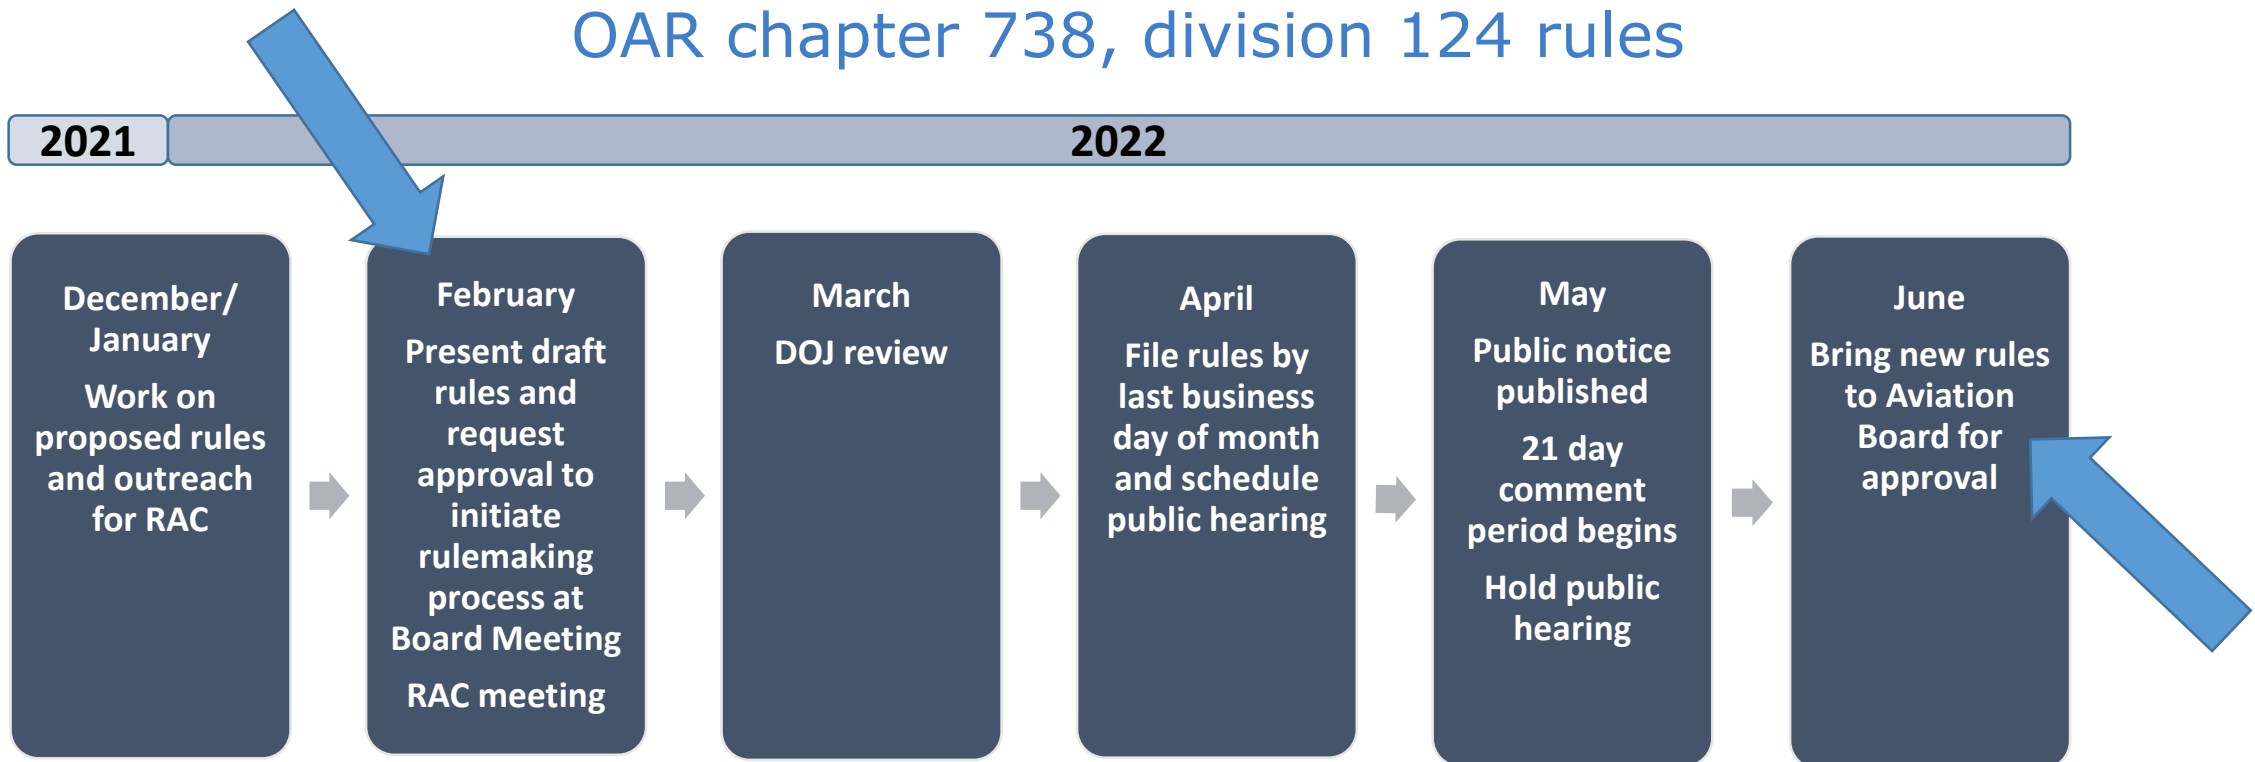 OAR chapter 738, division 124 rules
2021
2022
December/
January
Work on
proposed rules
and outreach
for RAC
February
Present draft
rules and
request
approval to
initiate
rulemaking
process at
Board Meeting
RAC meeting
March
DOJ review
April
File rules by
last business
day of month
and schedule
public hearing
May
Public notice
published
21 day
comment
period begins
Hold public
hearing
June
Bring new rules
to Aviation
Board for
approval